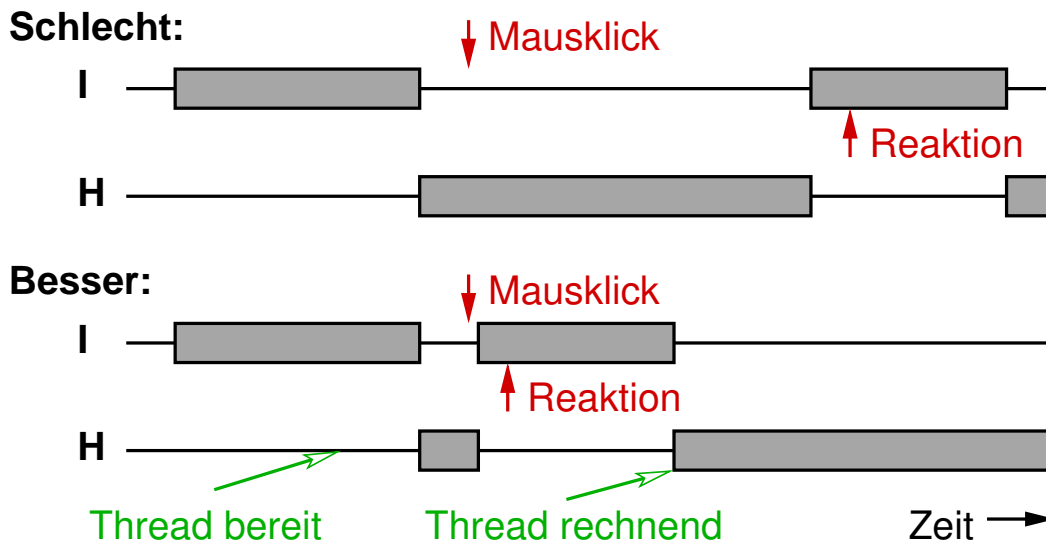 Schlecht:
Mausklick
I
Reaktion
H
Besser:
Mausklick
I
Reaktion
H
Thread bereit
Thread rechnend
Zeit